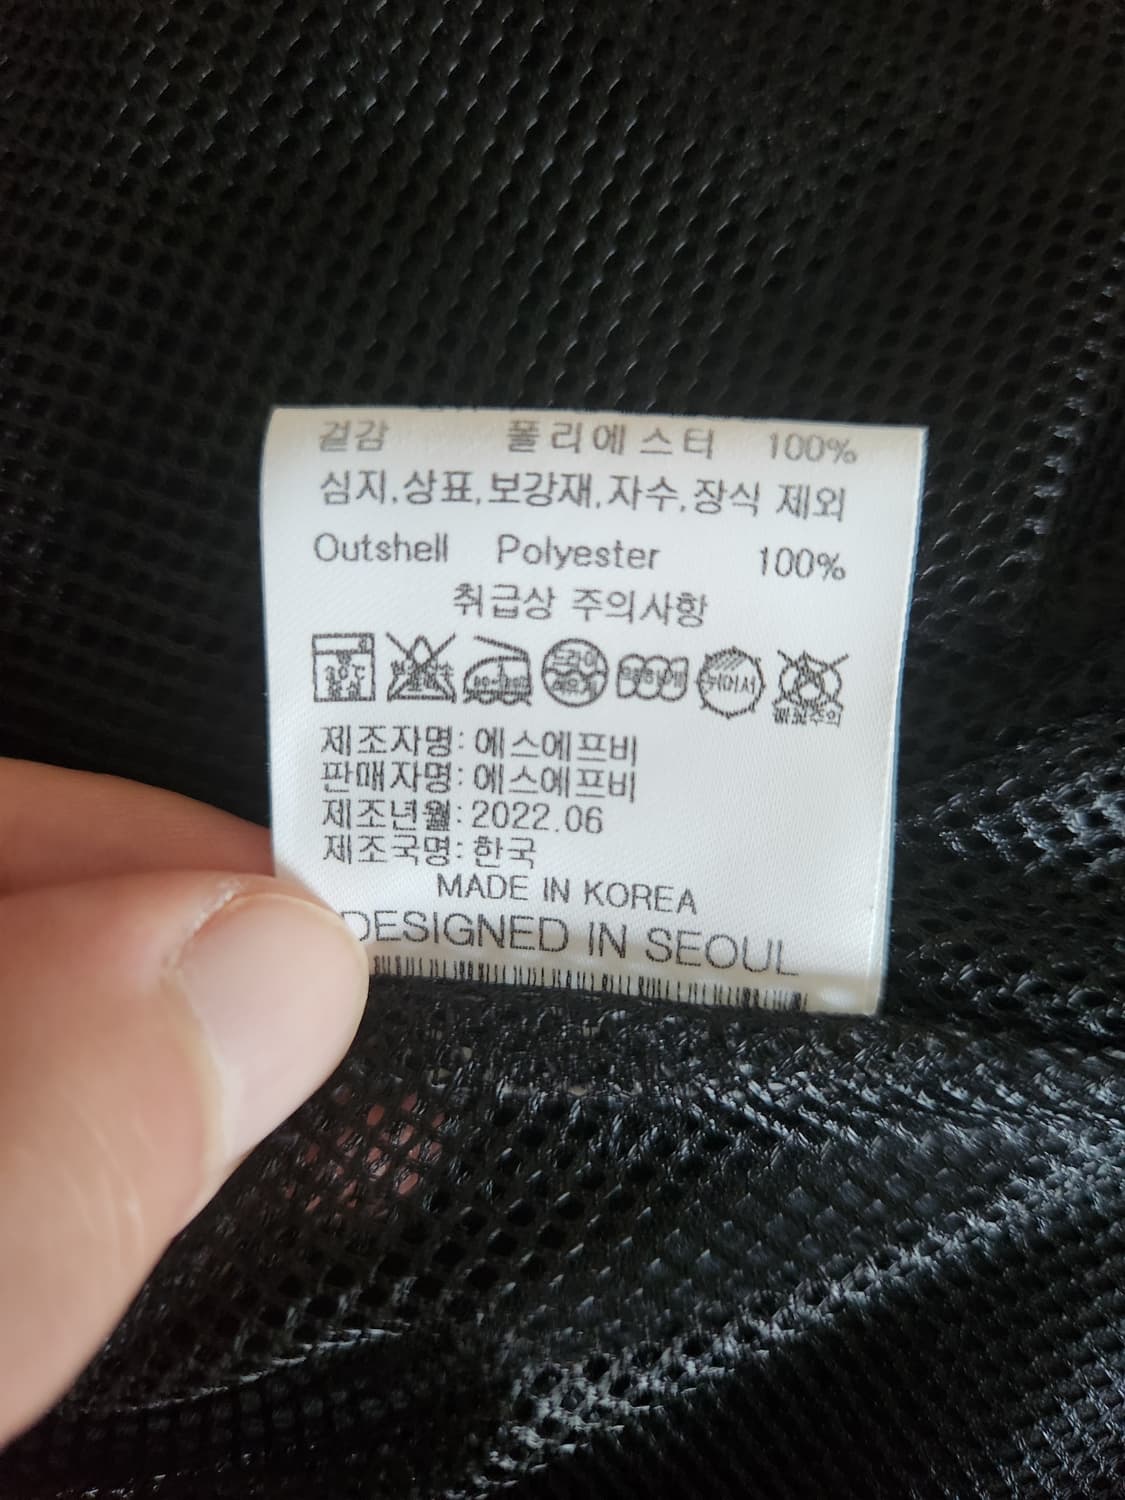 겉감 폴리에스터 100%
심지,상표,보강재,자수,장식 제외
Outshell Polyester 100%
취급상 주의사항
제조자명: 에스에프비
판매자명: 에스에프비
제조년월: 2022.06
제조국명: 한국
MADE IN KOREA
DESIGNED IN SEOUL